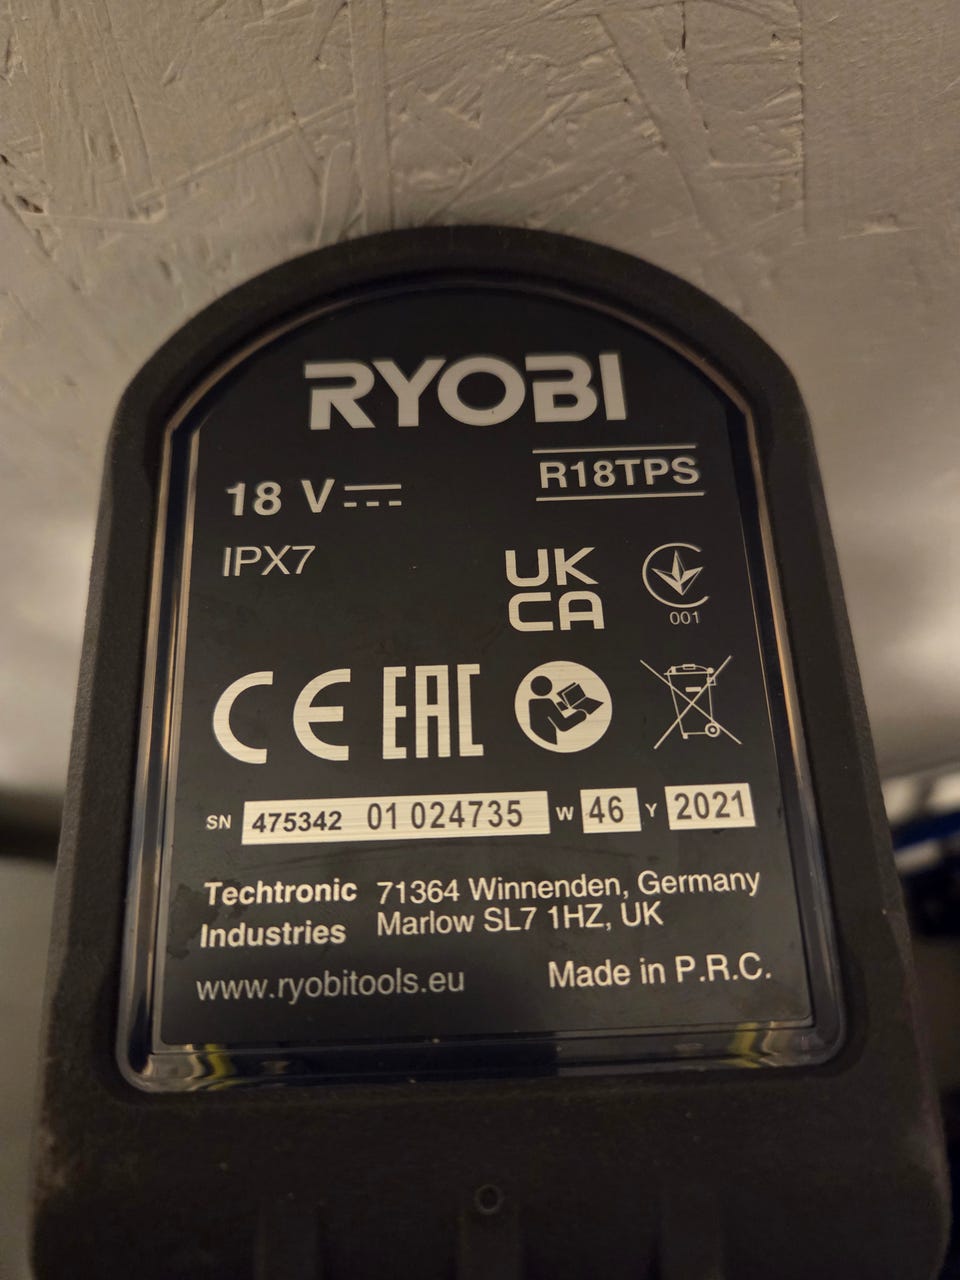 RYOBI
18 V
R18TPS
IPX7
UK
CA
001
CE EAC
SN 475342 01 024735 W 46 Y 2021
Techtronic Industries
71364 Winnenden, Germany
Marlow SL7 1HZ, UK
www.ryobitools.eu
Made in P.R.C.